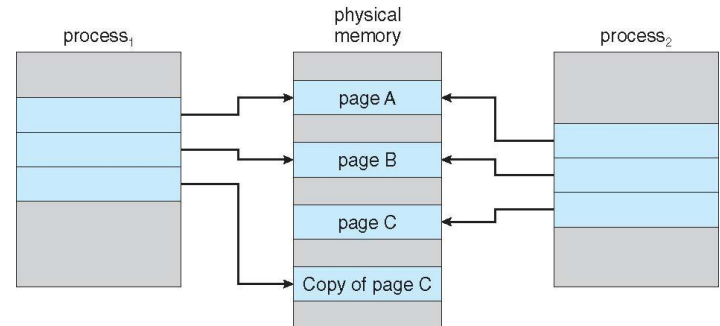 process₁
physical
memory
process₂
page A
page B
page C
Copy of page C